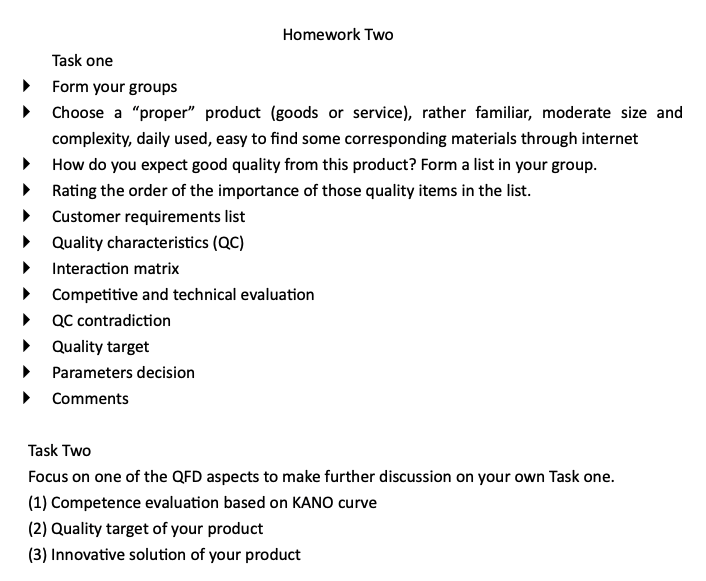 Homework Two
Task one
Form your groups
Choose a “proper” product (goods or service), rather familiar, moderate size and
complexity, daily used, easy to find some corresponding materials through internet
How do you expect good quality from this product? Form a list in your group.
Rating the order of the importance of those quality items in the list.
Customer requirements list
Quality characteristics (QC)
Interaction matrix
Competitive and technical evaluation
QC contradiction
Quality target
Parameters decision
Comments
Task Two
Focus on one of the QFD aspects to make further discussion on your own Task one.
(1) Competence evaluation based on KANO curve
(2) Quality target of your product
(3) Innovative solution of your product